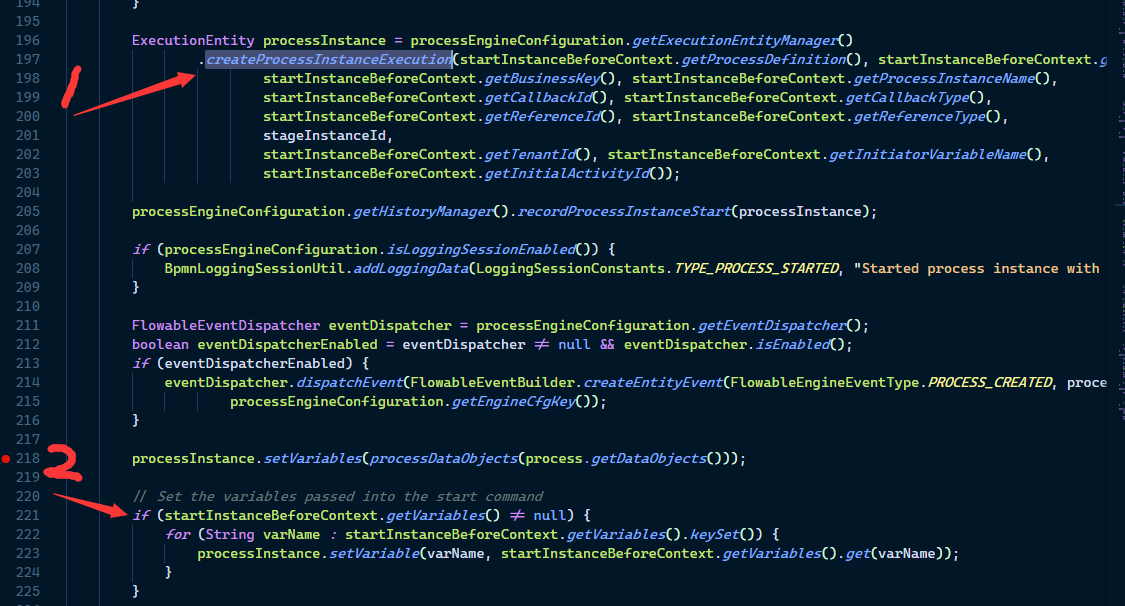 194 }
195
196 ExecutionEntity processInstance = processEngineConfiguration.getExecutionEntityManager()
197 .createProcessInstanceExecution(startInstanceBeforeContext.getProcessDefinition(), startInstanceBeforeContext.g
198 startInstanceBeforeContext.getBusinessKey(), startInstanceBeforeContext.getProcessInstanceName(),
199 startInstanceBeforeContext.getCallbackId(), startInstanceBeforeContext.getCallbackType(),
200 startInstanceBeforeContext.getReferenceId(), startInstanceBeforeContext.getReferenceType(),
201 stageInstanceId,
202 startInstanceBeforeContext.getTenantId(), startInstanceBeforeContext.getInitiatorVariableName(),
203 startInstanceBeforeContext.getInitialActivityId());
204
205 processEngineConfiguration.getHistoryManager().recordProcessInstanceStart(processInstance);
206
207 if (processEngineConfiguration.isLoggingSessionEnabled()) {
208 BpmnLoggingSessionUtil.addLoggingData(LoggingSessionConstants.TYPE_PROCESS_STARTED, "Started process instance with
209 }
210
211 FlowableEventDispatcher eventDispatcher = processEngineConfiguration.getEventDispatcher();
212 boolean eventDispatcherEnabled = eventDispatcher ≠ null && eventDispatcher.isEnabled();
213 if (eventDispatcherEnabled) {
214 eventDispatcher.dispatchEvent(FlowableEventBuilder.createEntityEvent(FlowableEngineEventType.PROCESS_CREATED, proce
215 processEngineConfiguration.getEngineCfgKey());
216 }
217
218 2 processInstance.setVariables(processDataObjects(process.getDataObjects()));
219
220 // Set the variables passed into the start command
221 if (startInstanceBeforeContext.getVariables() ≠ null) {
222 for (String varName : startInstanceBeforeContext.getVariables().keySet()) {
223 processInstance.setVariable(varName, startInstanceBeforeContext.getVariables().get(varName));
224 }
225 }